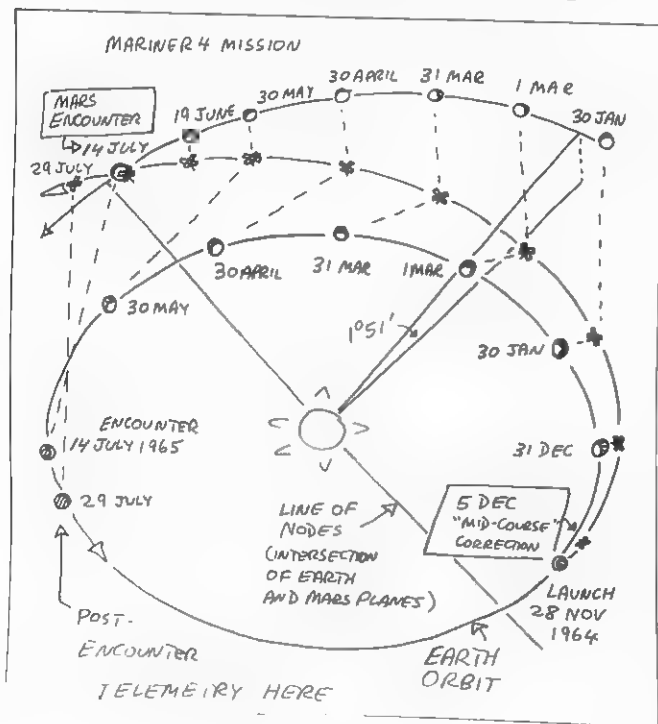 MARINER 4 MISSION
MARS
ENCOUNTER
14 JULY
29 JULY
19 JUNE
30 MAY
30 APRIL
31 MAR
1 MAR
30 JAN
30 MAY
30 APRIL
31 MAR
1 MAR
30 JAN
1°51'
31 DEC
ENCOUNTER
14 JULY 1965
29 JULY
LINE OF
NODES
(INTERSECTION
OF EARTH
AND MARS PLANES)
5 DEC
"MID-COURSE"
CORRECTION
LAUNCH
28 NOV
1964
EARTH
ORBIT
POST-
ENCOUNTER
TELEMETRY HERE